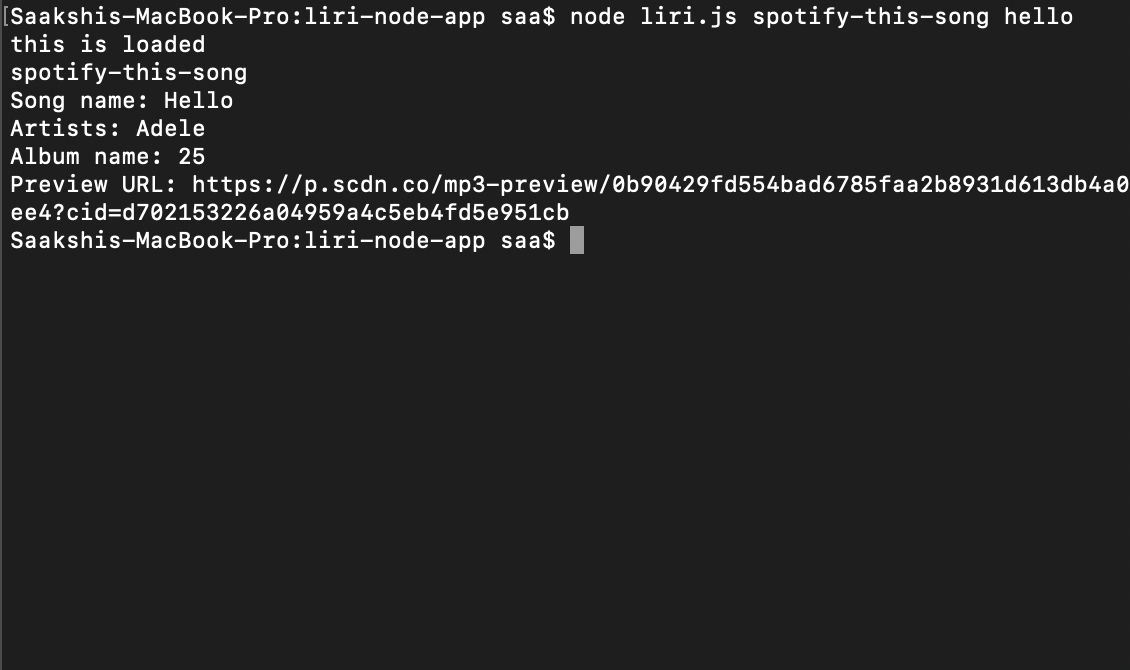 [Saakshis-MacBook-Pro:liri-node-app saa$ node liri.js spotify-this-song hello
this is loaded
spotify-this-song
Song name: Hello
Artists: Adele
Album name: 25
Preview URL: https://p.scdn.co/mp3-preview/0b90429fd554bad6785faa2b8931d613db4a0
ee4?cid=d702153226a04959a4c5eb4fd5e951cb
Saakshis-MacBook-Pro:liri-node-app saa$